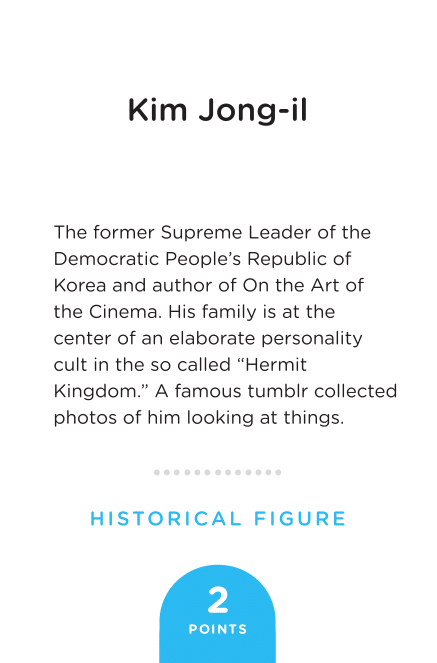 Kim Jong-il
The former Supreme Leader of the
Democratic People’s Republic of
Korea and author of On the Art of
the Cinema. His family is at the
center of an elaborate personality
cult in the so called “Hermit
Kingdom.” A famous tumblr collected
photos of him looking at things.
HISTORICAL FIGURE
2
POINTS